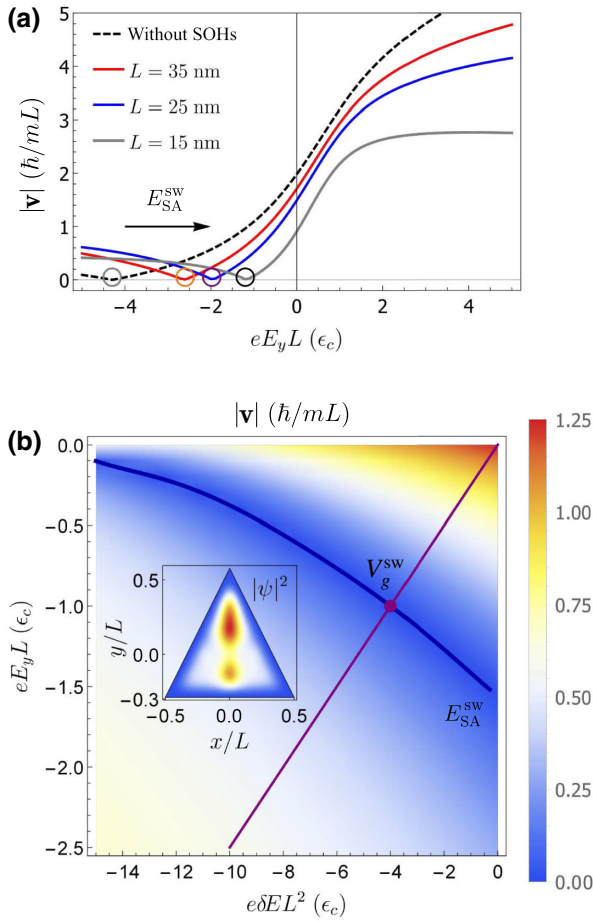 (a)
5
4
3
2
1
0
|v| (ħ/mL)
Without SOHs
L = 35 nm
L = 25 nm
L = 15 nm
E_SA^sw
−4 −2 0 2 4
eE_yL (ϵ_c)
|v| (ħ/mL)
(b)
0.0
−0.5
−1.0
−1.5
−2.0
−2.5
eE_yL (ϵ_c)
V_g^sw
E_SA^sw
|ψ|²
0.5
0.0
−0.3
y/L
−0.5 0.0 0.5
x/L
−14 −12 −10 −8 −6 −4 −2 0
eδEL² (ϵ_c)
1.25
1.00
0.75
0.50
0.25
0.00